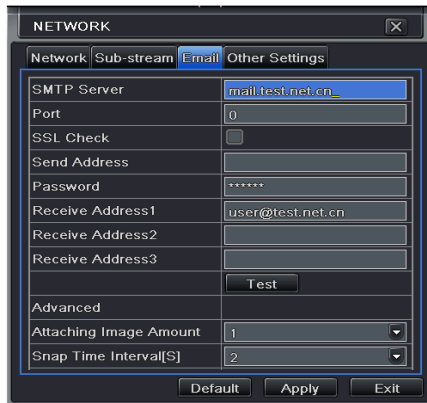 NETWORK
Network Sub-stream Email Other Settings
SMTP Server mail.test.net.cn_
Port 0
SSL Check
Send Address
Password ******
Receive Address1 user@test.net.cn
Receive Address2
Receive Address3
Test
Advanced
Attaching Image Amount 1
Snap Time Interval[S] 2
Default Apply Exit